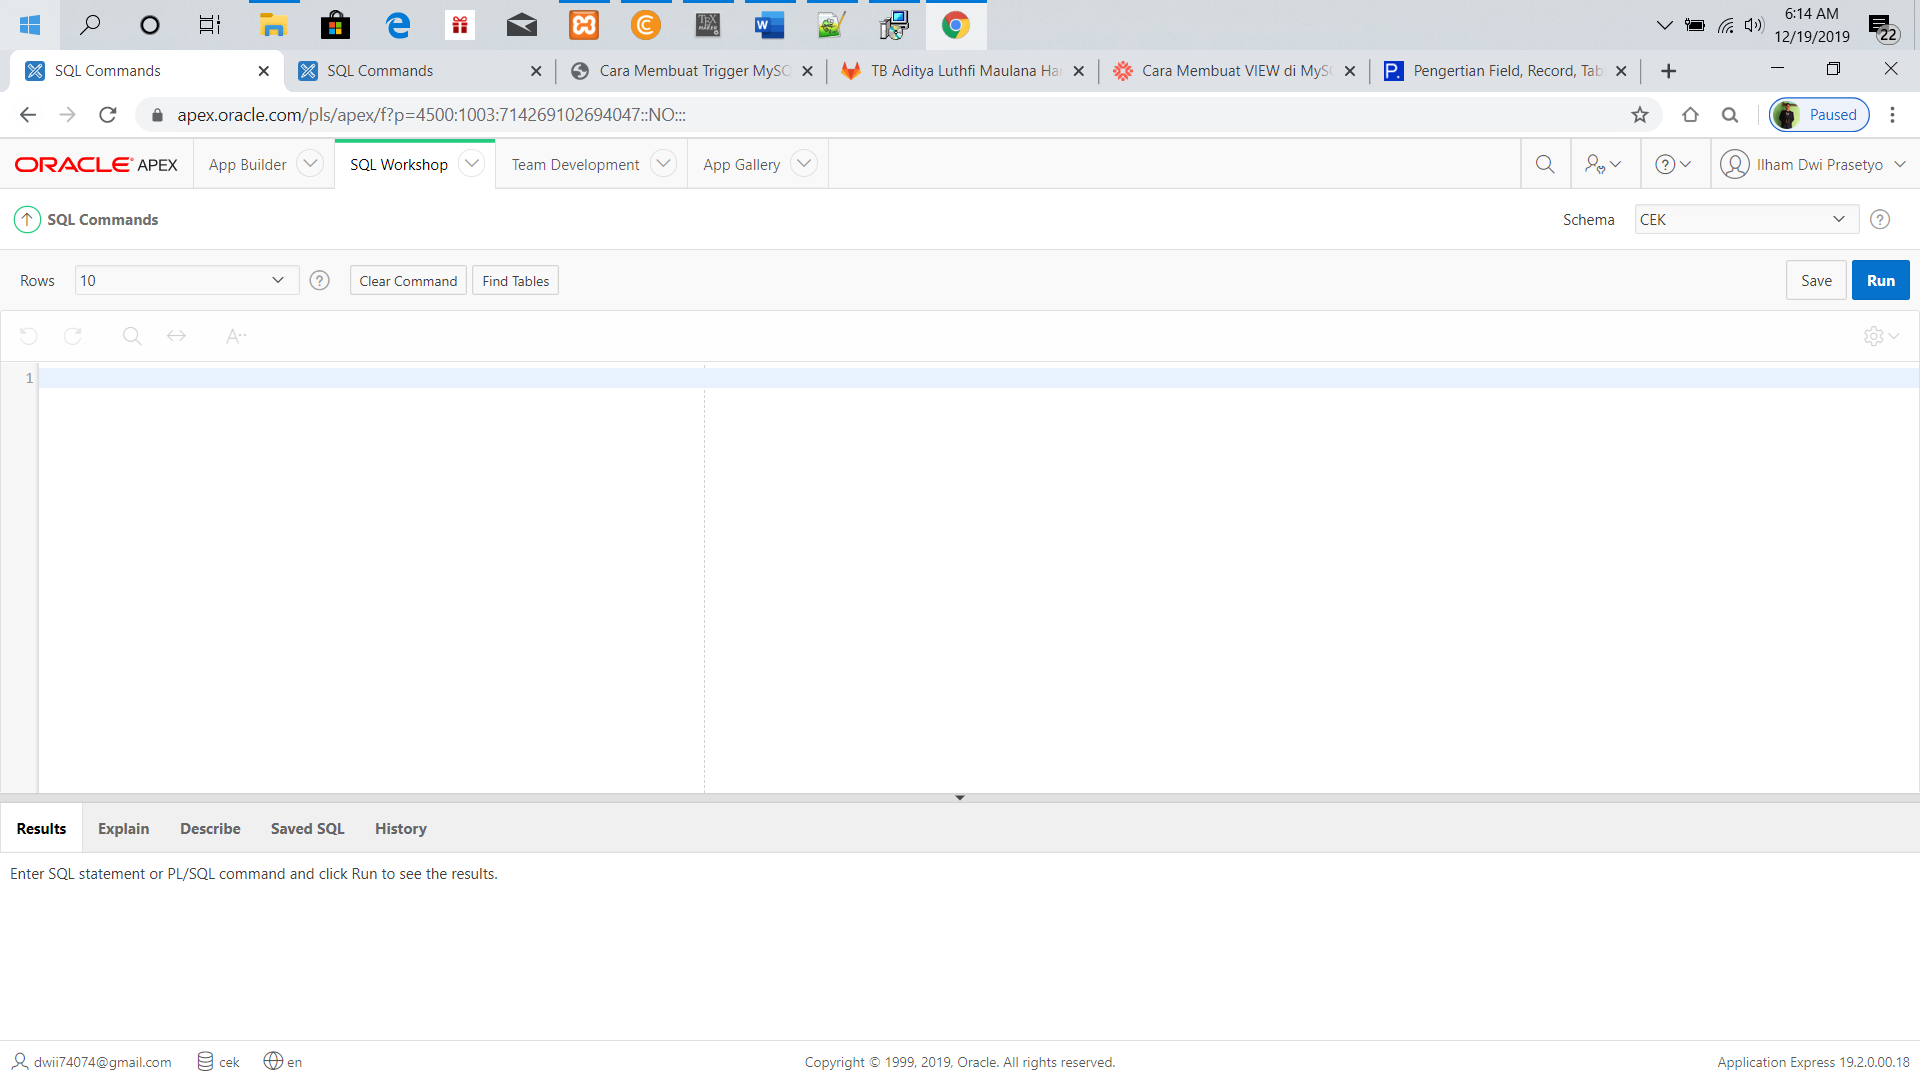 6:14 AM
12/19/2019
22
SQL Commands
SQL Commands
Cara Membuat Trigger MySQ
TB Aditya Luthfi Maulana Har
Cara Membuat VIEW di MySQ
Pengertian Field, Record, Tab
apex.oracle.com/pls/apex/f?p=4500:1003:714269102694047::NO:::
Paused
ORACLE APEX
App Builder
SQL Workshop
Team Development
App Gallery
Ilham Dwi Prasetyo
SQL Commands
Schema
CEK
Rows
10
Clear Command
Find Tables
Save
Run
1
Results
Explain
Describe
Saved SQL
History
Enter SQL statement or PL/SQL command and click Run to see the results.
dwii74074@gmail.com
cek
en
Copyright © 1999, 2019, Oracle. All rights reserved.
Application Express 19.2.0.00.18